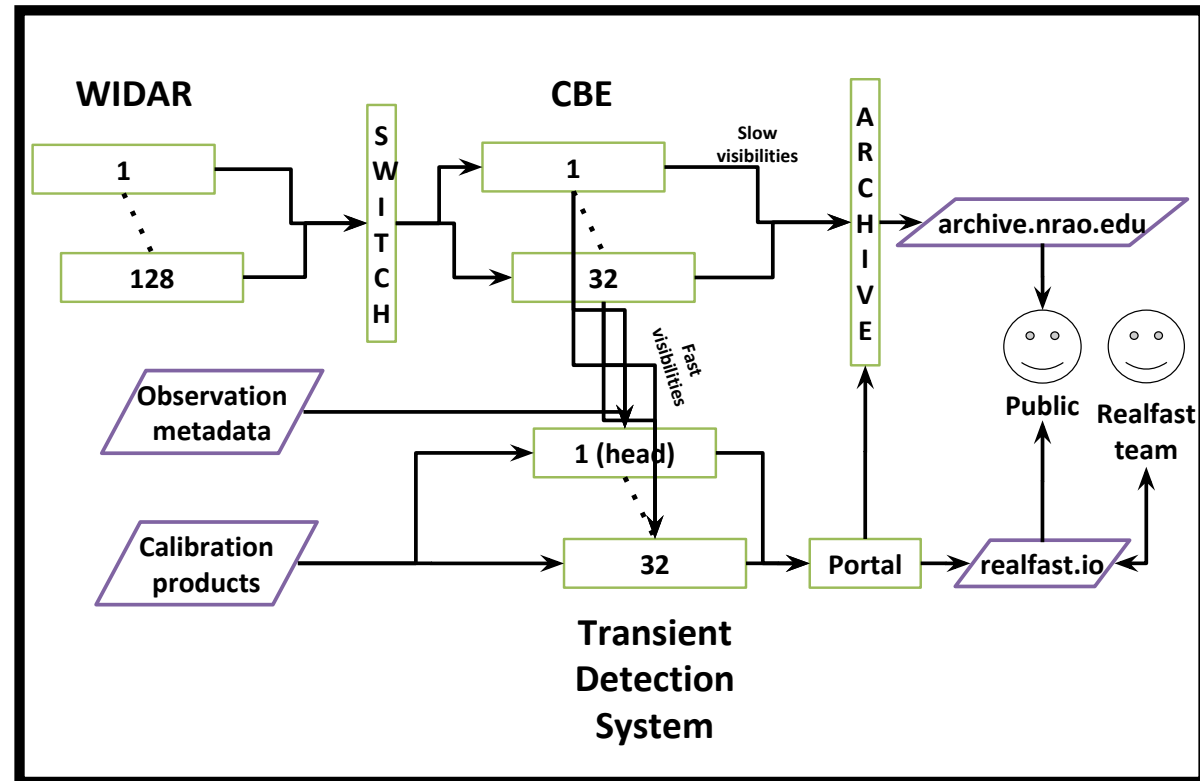 WIDAR
CBE
1
128
S
W
I
T
C
H
1
32
Slow
visibilities
A
R
C
H
I
V
E
archive.nrao.edu
Fast
visibilities
Observation
metadata
Public
Realfast
team
1 (head)
Calibration
products
32
Portal
realfast.io
Transient
Detection
System